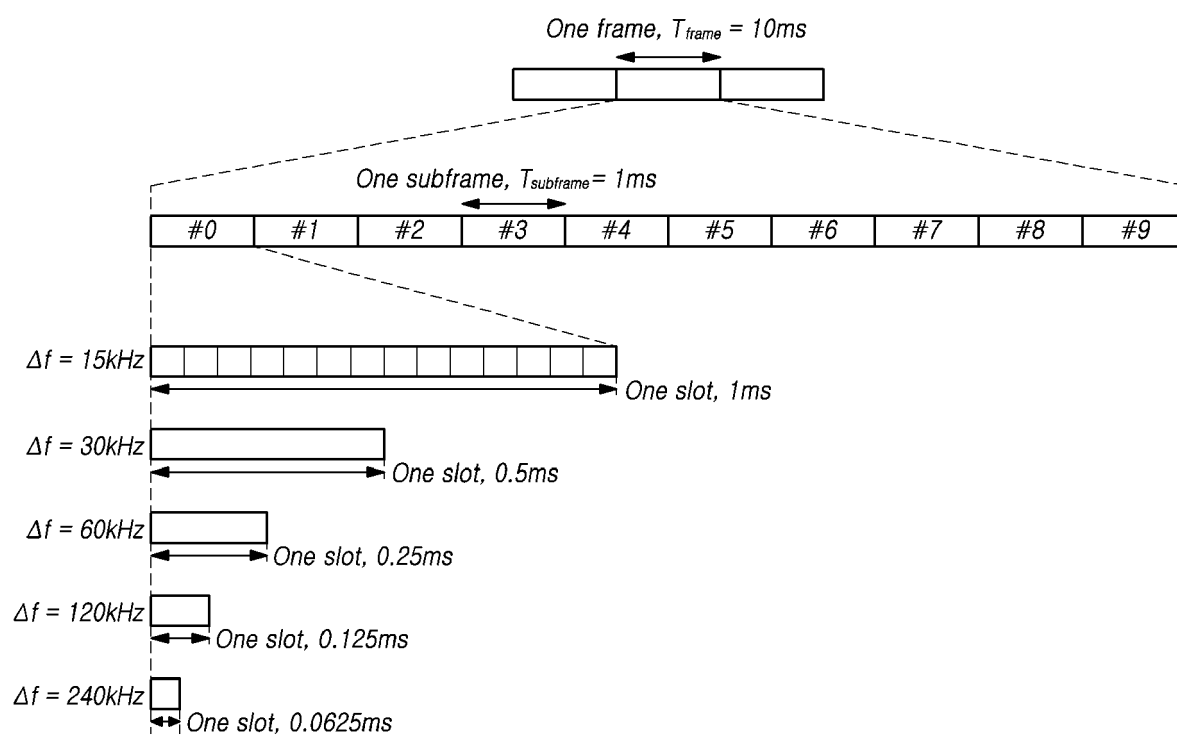 One frame, Tframe = 10ms
One subframe, Tsubframe = 1ms
#0 #1 #2 #3 #4 #5 #6 #7 #8 #9
Δf = 15kHz
One slot, 1ms
Δf = 30kHz
One slot, 0.5ms
Δf = 60kHz
One slot, 0.25ms
Δf = 120kHz
One slot, 0.125ms
Δf = 240kHz
One slot, 0.0625ms